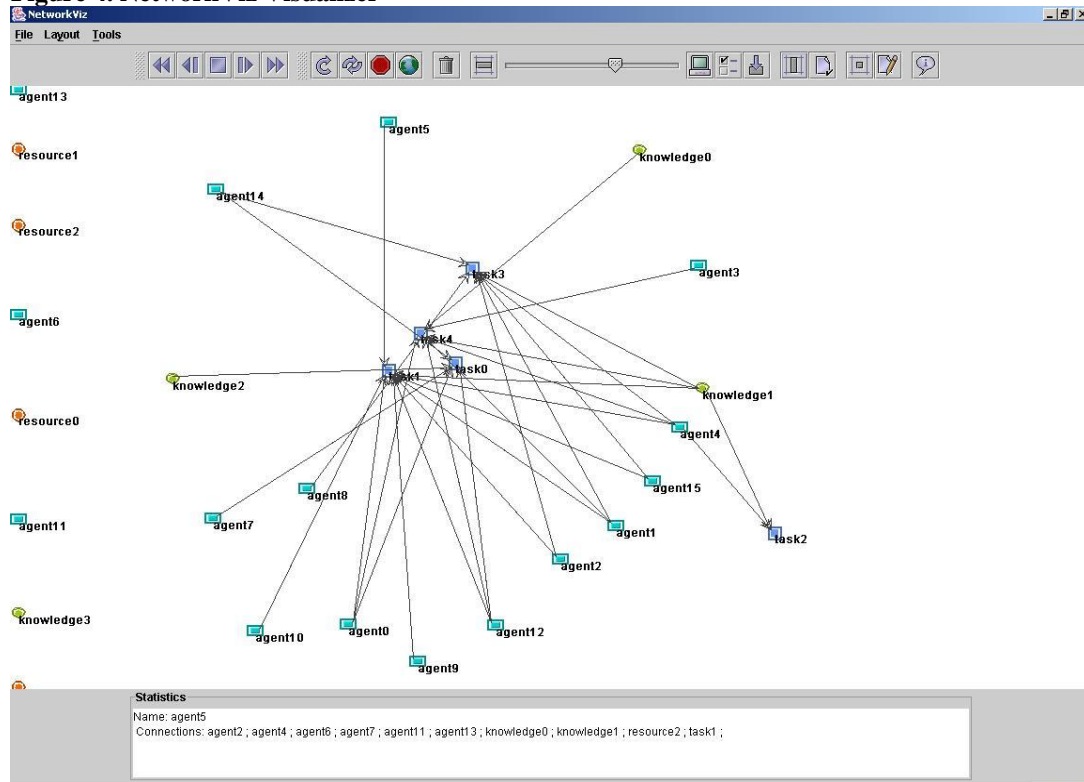 NetworkViz
File Layout Tools
agent13
agent5
resource1
knowledge0
agent14
resource2
agent3
task3
agent6
task4
task0
task1
knowledge2
knowledge1
resource0
agent4
agent15
agent8
agent7
agent11
agent1
task2
agent2
knowledge3
agent10
agent0
agent12
agent9
Statistics
Name: agent5
Connections: agent2 ; agent4 ; agent6 ; agent7 ; agent11 ; agent13 ; knowledge0 ; knowledge1 ; resource2 ; task1 ;